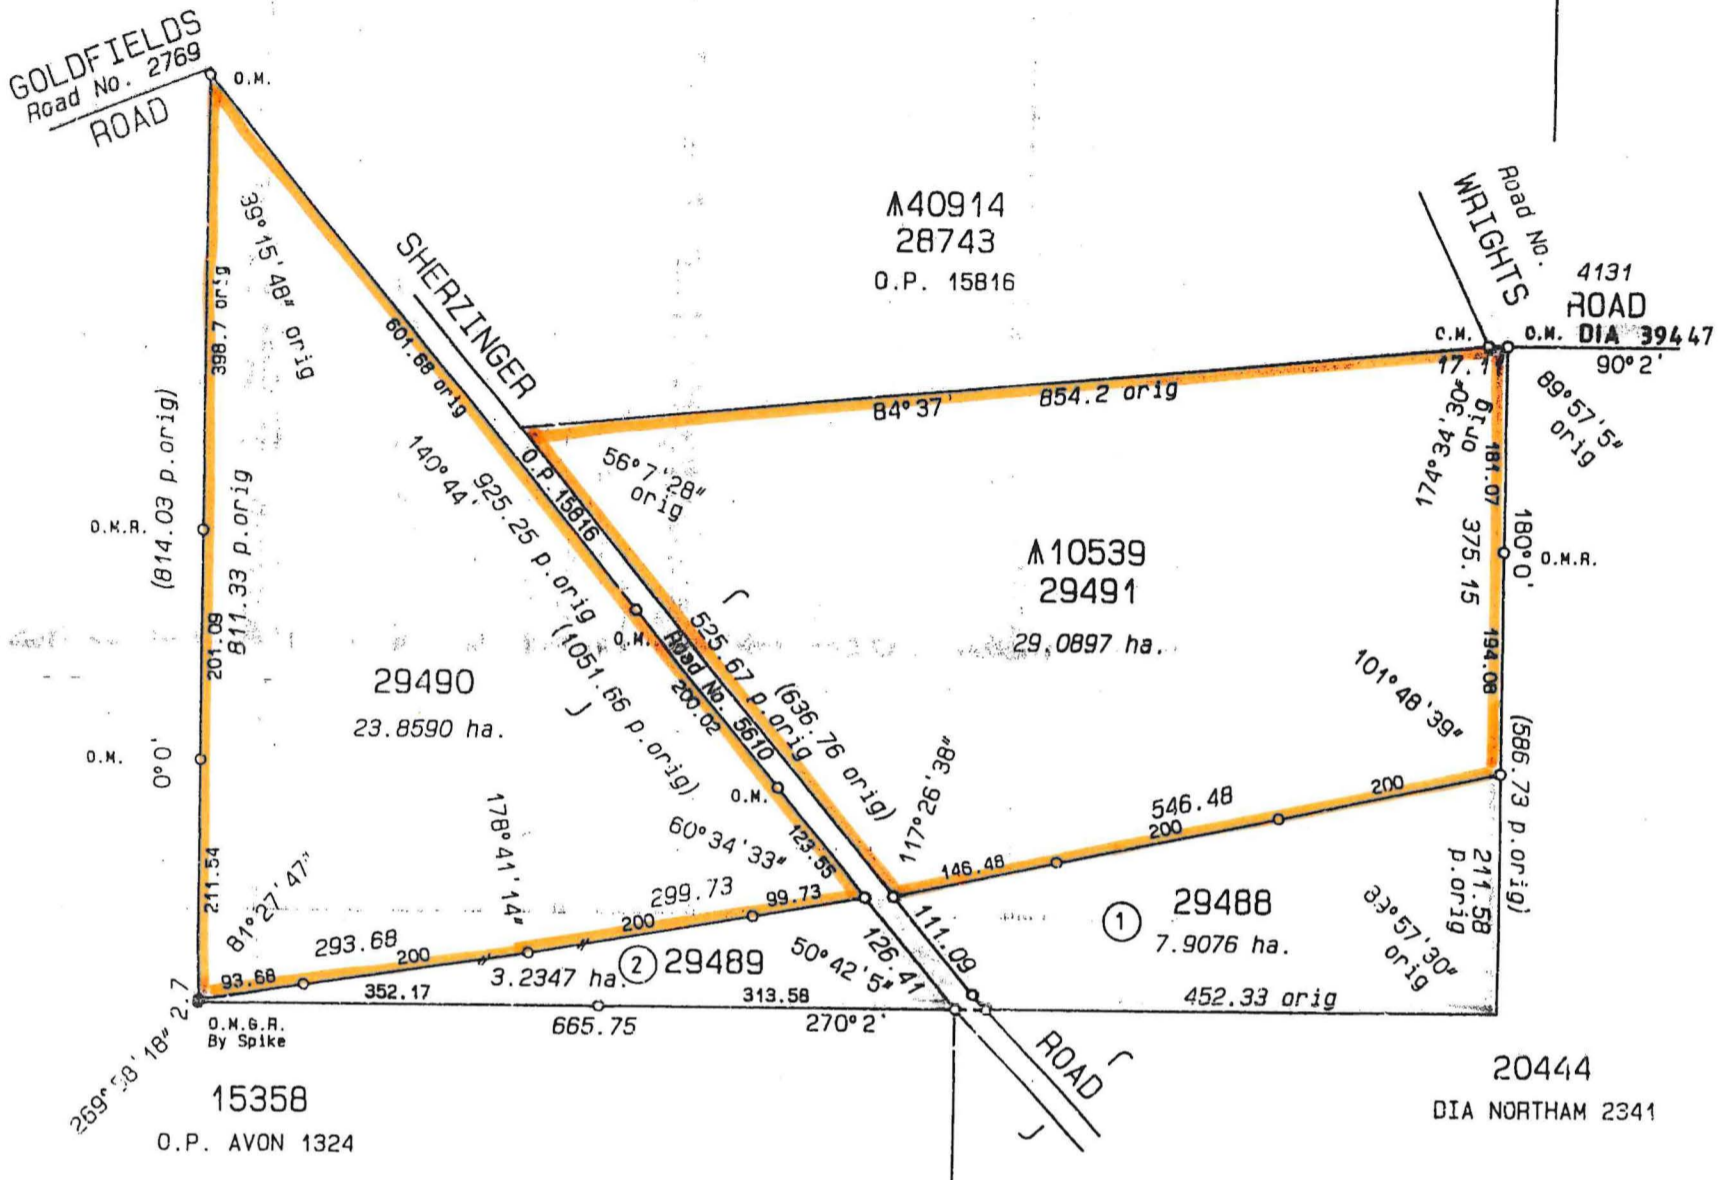 GOLDFIELDS
Road No. 2769
ROAD
O.M.
39°15'48" orig
398.7 orig
(814.03 p.orig)
811.33 p.orig
O.M.R.
201.09
O.M.
0°0'
211.54
SHERZINGER
601.68 orig
140°44'
925.25 p.orig
(1051.66 p.orig)
O.P. 15816
Road No. 5610
O.M.
200.02
O.M.
123.55
⩚40914
28743
O.P. 15816
Road No.
WRIGHTS
4131
ROAD
O.M. DIA 39447
90°2'
O.M.
17.1
orig
89°57'5"
orig
174°34'30"
84°37'
854.2 orig
56°7'28"
orig
181.07
375.15
180°0'
O.M.R.
194.08
⩚10539
29491
29.0897 ha.
525.67 p.orig
(636.76 orig)
117°26'38"
101°48'39"
(586.73 p.orig)
211.58
p.orig
29490
23.8590 ha.
178°41'14"
60°34'33"
81°27'47"
299.73
99.73
200
293.68
200
93.68
546.48
200
200
146.48
1
29488
7.9076 ha.
2
29489
3.2347 ha.
50°42'5"
126.41
111.09
57'30"
orig
452.33 orig
2.7
352.17
313.58
665.75
270°2'
O.M.G.R.
By Spike
269° 18"
ROAD
15358
O.P. AVON 1324
20444
DIA NORTHAM 2341